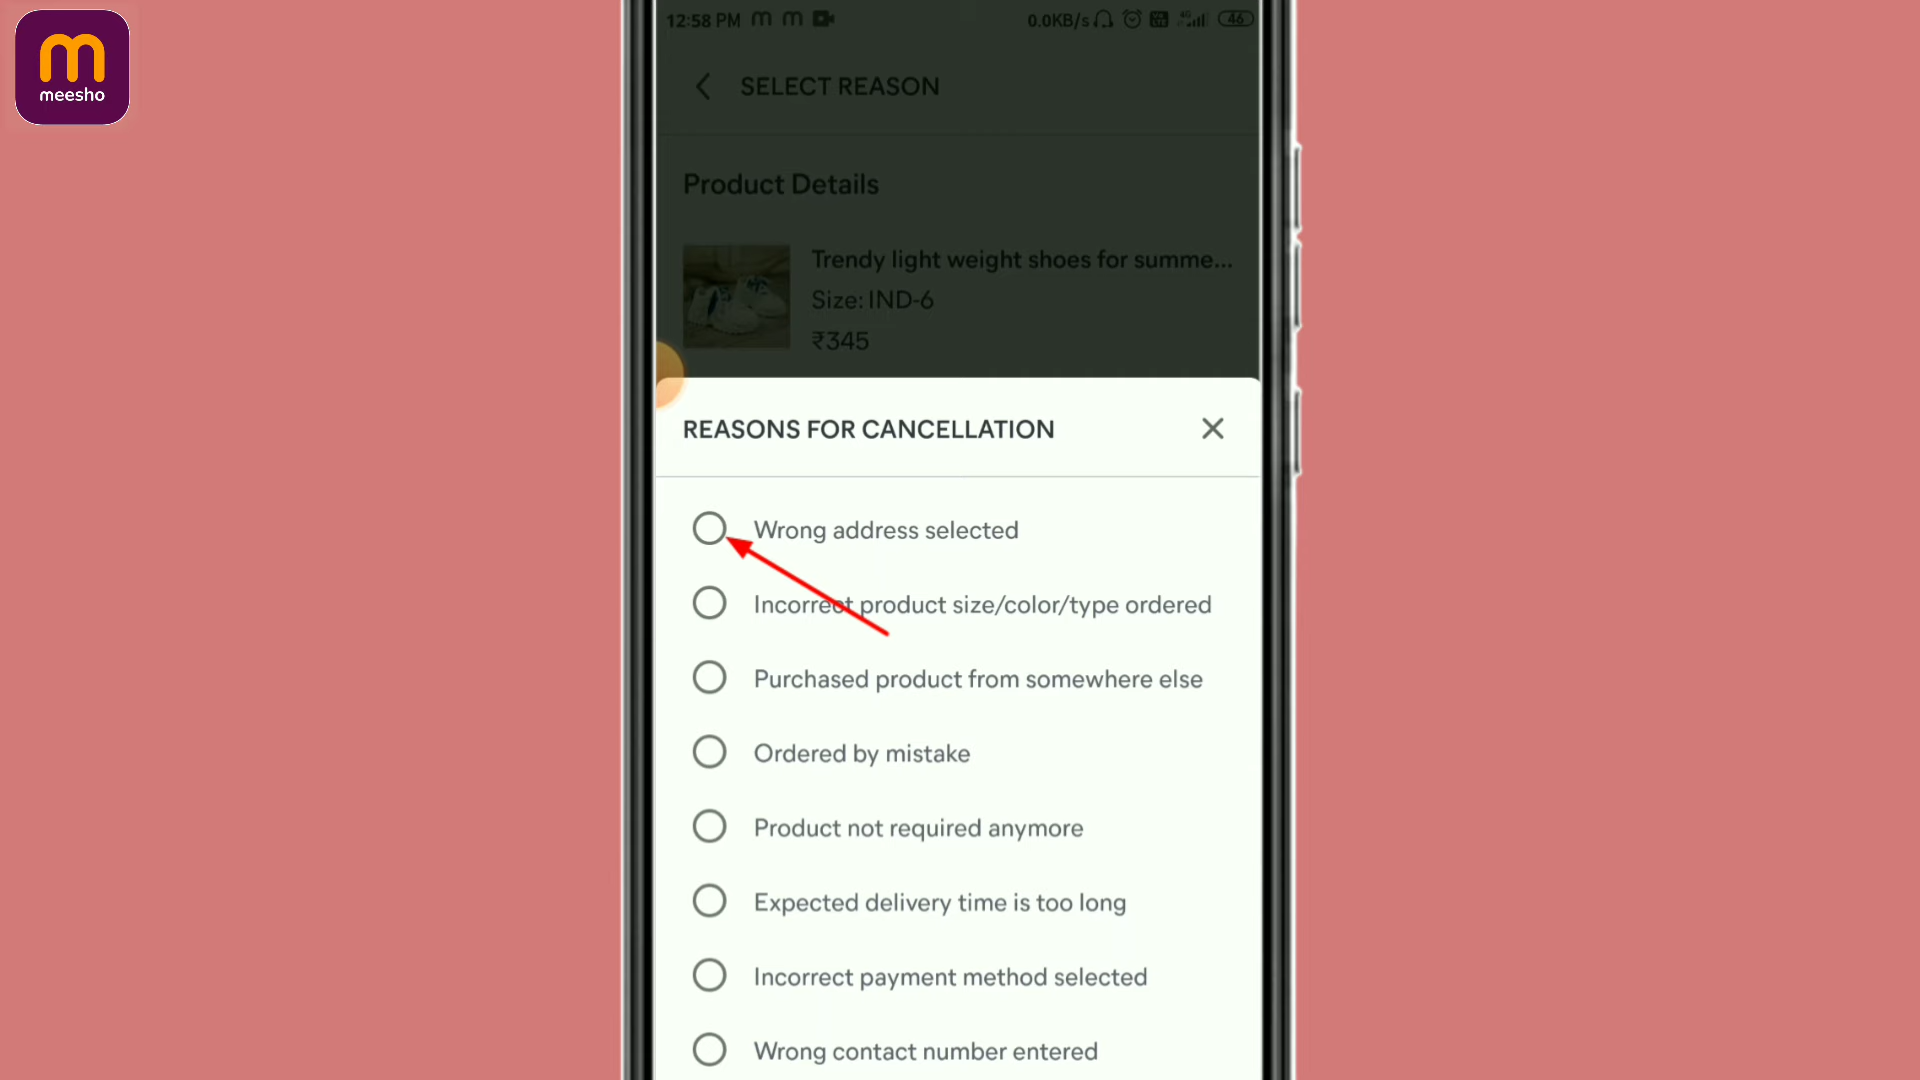 meesho
12:58 PM
0.0KB/s 4G 46
SELECT REASON
Product Details
Trendy light weight shoes for summe...
Size: IND-6
₹345
REASONS FOR CANCELLATION
Wrong address selected
Incorrect product size/color/type ordered
Purchased product from somewhere else
Ordered by mistake
Product not required anymore
Expected delivery time is too long
Incorrect payment method selected
Wrong contact number entered